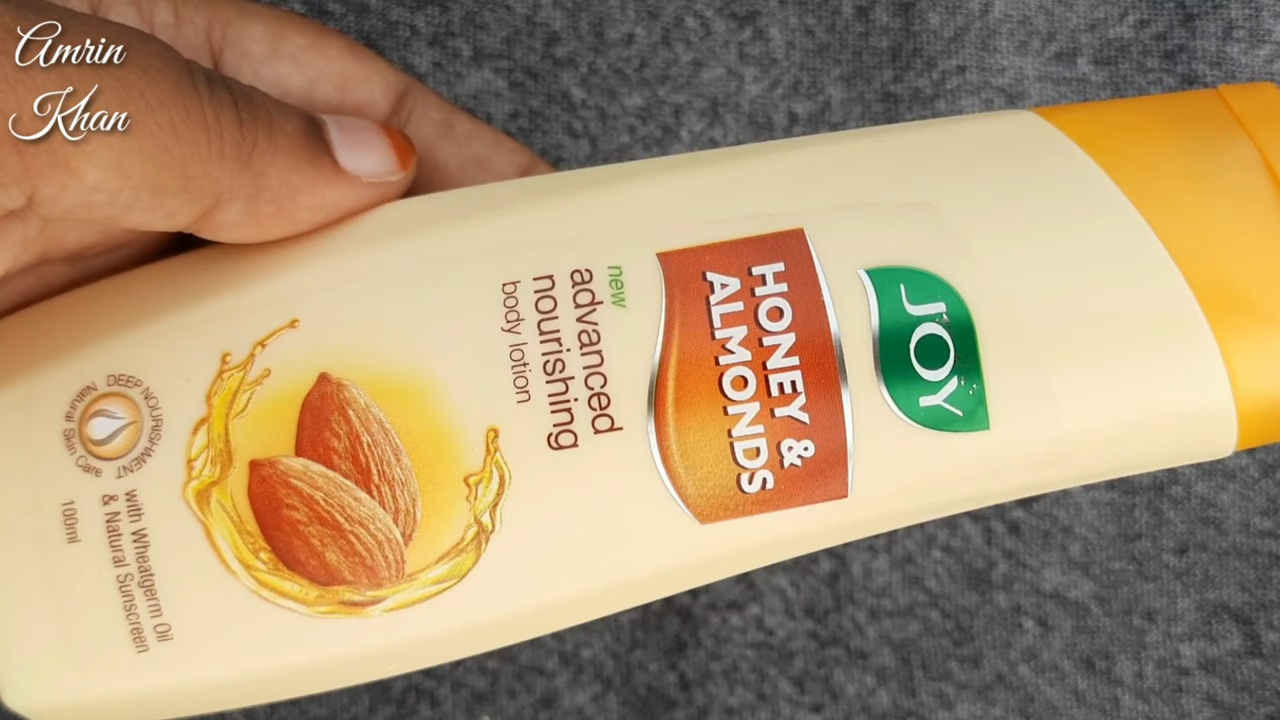 Amrin
Khan
JOY
HONEY &
ALMONDS
new
advanced
nourishing
body lotion
DEEP NOURISHMENT
Natural Skin Care
with Wheatgerm Oil
& Natural Sunscreen
100ml